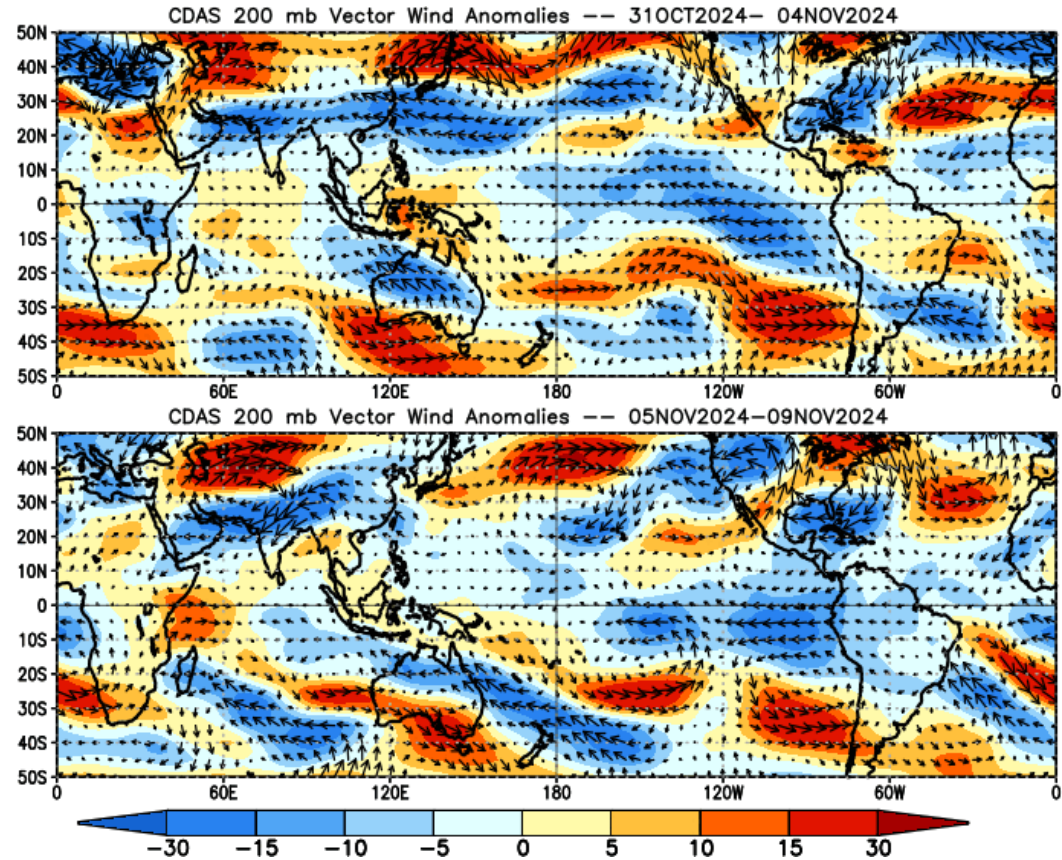 CDAS 200 mb Vector Wind Anomalies -- 31OCT2024- 04NOV2024
50N
40N
30N
20N
10N
0
10S
20S
30S
40S
50S
0 60E 120E 180 120W 60W 0
CDAS 200 mb Vector Wind Anomalies -- 05NOV2024-09NOV2024
50N
40N
30N
20N
10N
0
10S
20S
30S
40S
50S
0 60E 120E 180 120W 60W 0
-30 -15 -10 -5 0 5 10 15 30